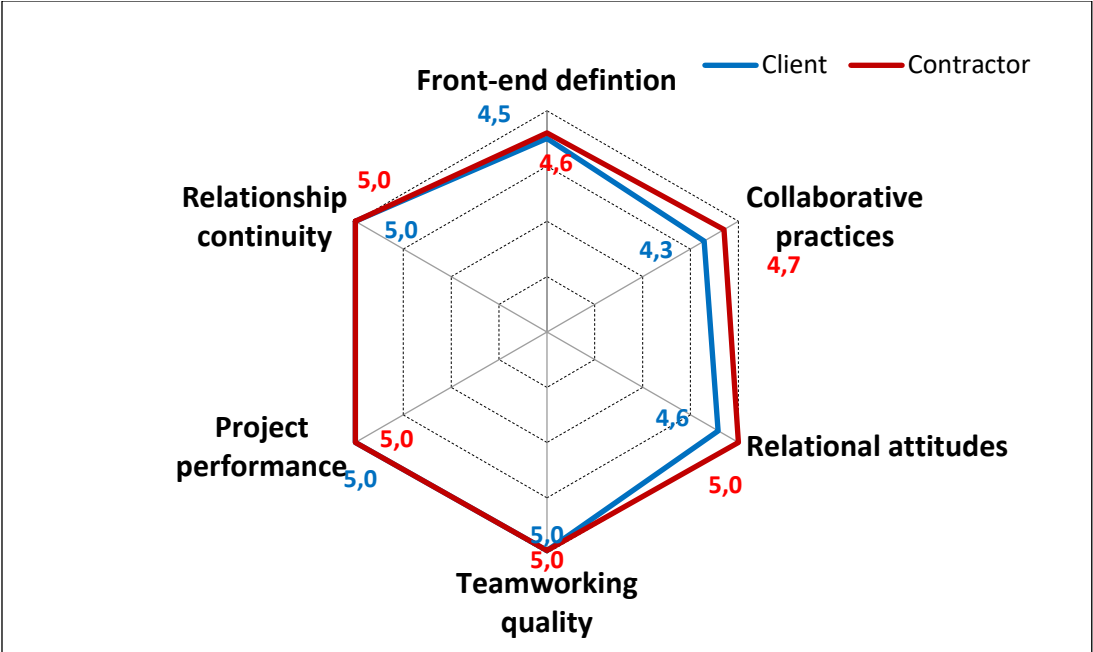 Client
Contractor
Front-end defintion
4,5
4,6
5,0
Relationship
continuity
5,0
Collaborative
practices
4,3
4,7
4,6
Relational attitudes
5,0
Project
performance
5,0
5,0
5,0
5,0
Teamworking
quality